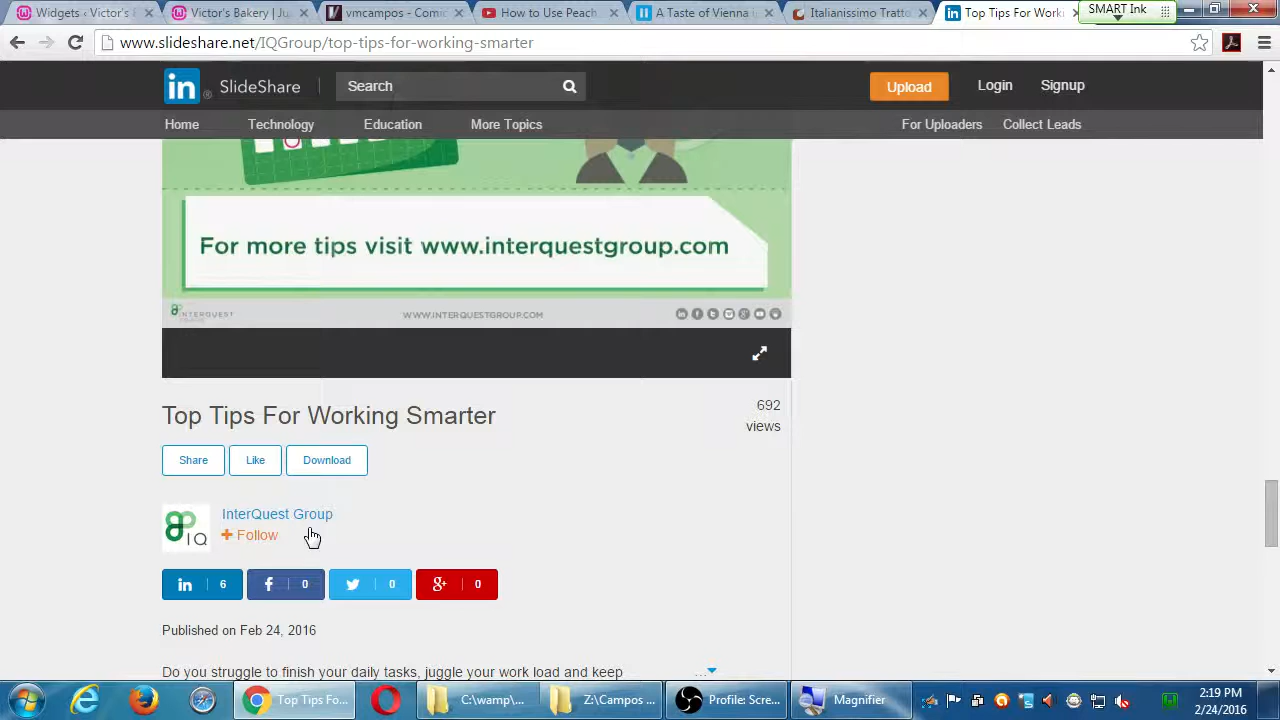 Widgets ‹ Victor's B
Victor's Bakery | Ju
vmcampos - Comic
How to Use Peach
A Taste of Vienna
Italianissimo Tratto
Top Tips For Work
SMART Ink
www.slideshare.net/IQGroup/top-tips-for-working-smarter
in SlideShare
Search
Upload
Login
Signup
Home
Technology
Education
More Topics
For Uploaders
Collect Leads
For more tips visit www.interquestgroup.com
INTERQUEST
WWW.INTERQUESTGROUP.COM
Top Tips For Working Smarter
692
views
Share
Like
Download
IQ
InterQuest Group
+ Follow
in 6
f 0
0
g+ 0
Published on Feb 24, 2016
Do you struggle to finish your daily tasks, juggle your work load and keep ...
Top Tips Fo...
C:\wamp\...
Z:\Campos ...
Profile: Scre...
Magnifier
2:19 PM
2/24/2016